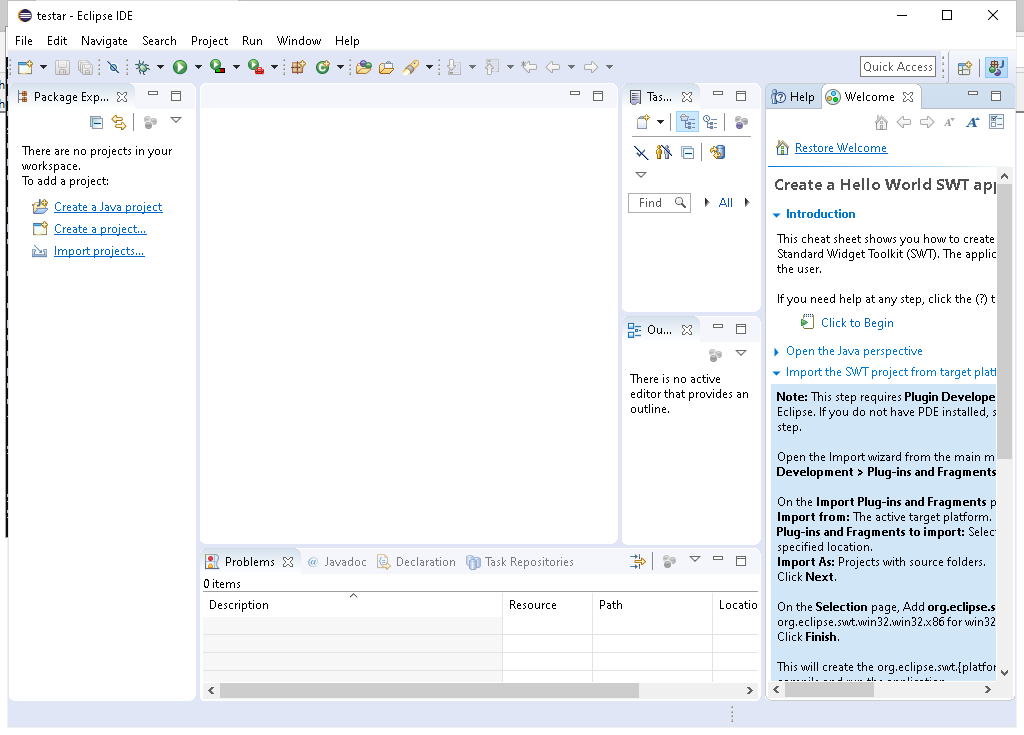 testar - Eclipse IDE
File Edit Navigate Search Project Run Window Help
Quick Access
Package Exp...
There are no projects in your
workspace.
To add a project:
Create a Java project
Create a project...
Import projects...
Tas...
Find
All
Ou...
There is no active
editor that provides an
outline.
Problems @ Javadoc Declaration Task Repositories
0 items
Description Resource Path Locatio
Help Welcome
Restore Welcome
Create a Hello World SWT app
Introduction
This cheat sheet shows you how to create
Standard Widget Toolkit (SWT). The applic
the user.
If you need help at any step, click the (?) t
Click to Begin
Open the Java perspective
Import the SWT project from target platf
Note: This step requires Plugin Develope
Eclipse. If you do not have PDE installed, s
step.
Open the Import wizard from the main m
Development > Plug-ins and Fragments
On the Import Plug-ins and Fragments p
Import from: The active target platform.
Plug-ins and Fragments to import: Selec
specified location.
Import As: Projects with source folders.
Click Next.
On the Selection page, Add org.eclipse.s
org.eclipse.swt.win32.win32.x86 for win32
Click Finish.
This will create the org.eclipse.swt.{platfor
compile and run the application